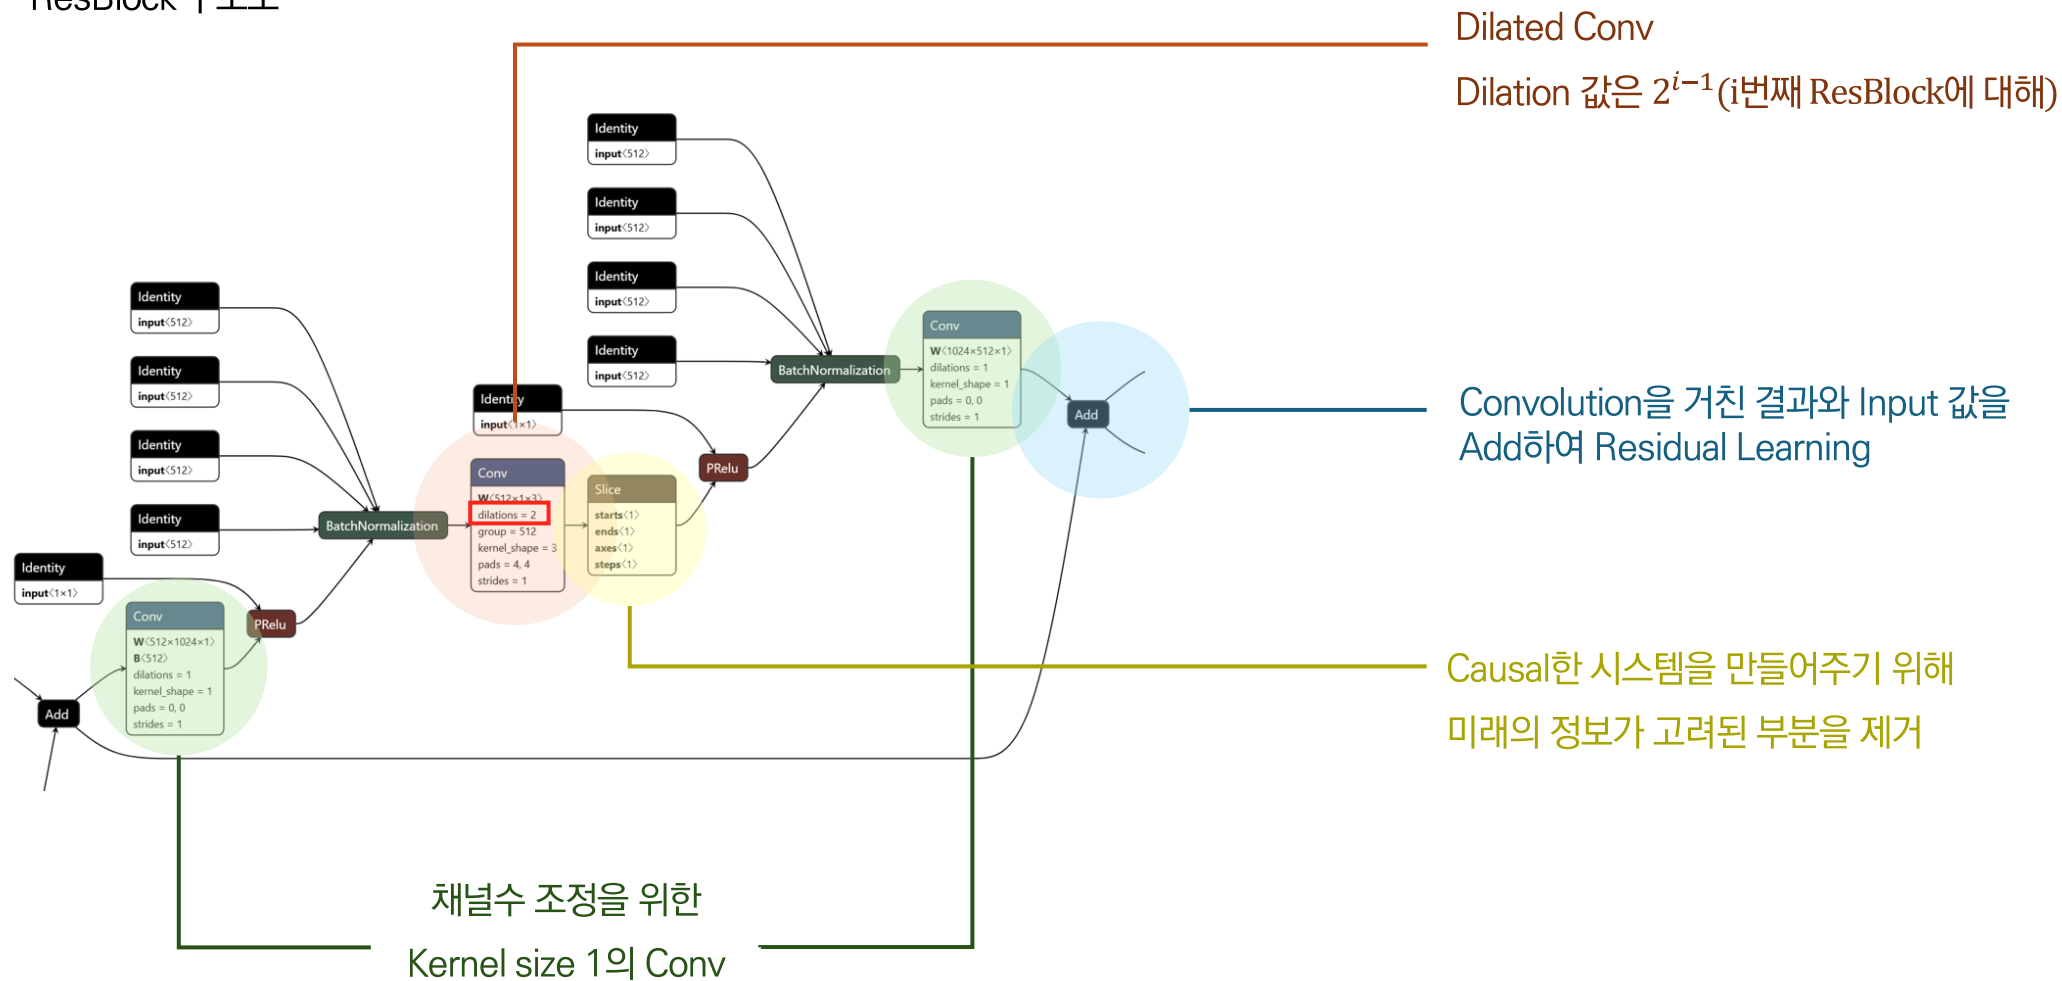 Dilated Conv
Dilation 값은 2^{i-1}(i번째 ResBlock에 대해)
Identity
input⟨512⟩
Identity
input⟨512⟩
Identity
input⟨512⟩
Identity
input⟨512⟩
BatchNormalization
Conv
W⟨1024×512×1⟩
dilations = 1
kernel_shape = 1
pads = 0, 0
strides = 1
Add
Convolution을 거친 결과와 Input 값을
Add하여 Residual Learning
Identity
input⟨512⟩
Identity
input⟨512⟩
Identity
input⟨512⟩
Identity
input⟨512⟩
BatchNormalization
Identity
input⟨1×1⟩
PRelu
Conv
W⟨512×1×3⟩
dilations = 2
group = 512
kernel_shape = 3
pads = 4, 4
strides = 1
Slice
starts⟨1⟩
ends⟨1⟩
axes⟨1⟩
steps⟨1⟩
Identity
input⟨1×1⟩
PRelu
Conv
W⟨512×1024×1⟩
B⟨512⟩
dilations = 1
kernel_shape = 1
pads = 0, 0
strides = 1
Add
Causal한 시스템을 만들어주기 위해
미래의 정보가 고려된 부분을 제거
채널수 조정을 위한
Kernel size 1의 Conv